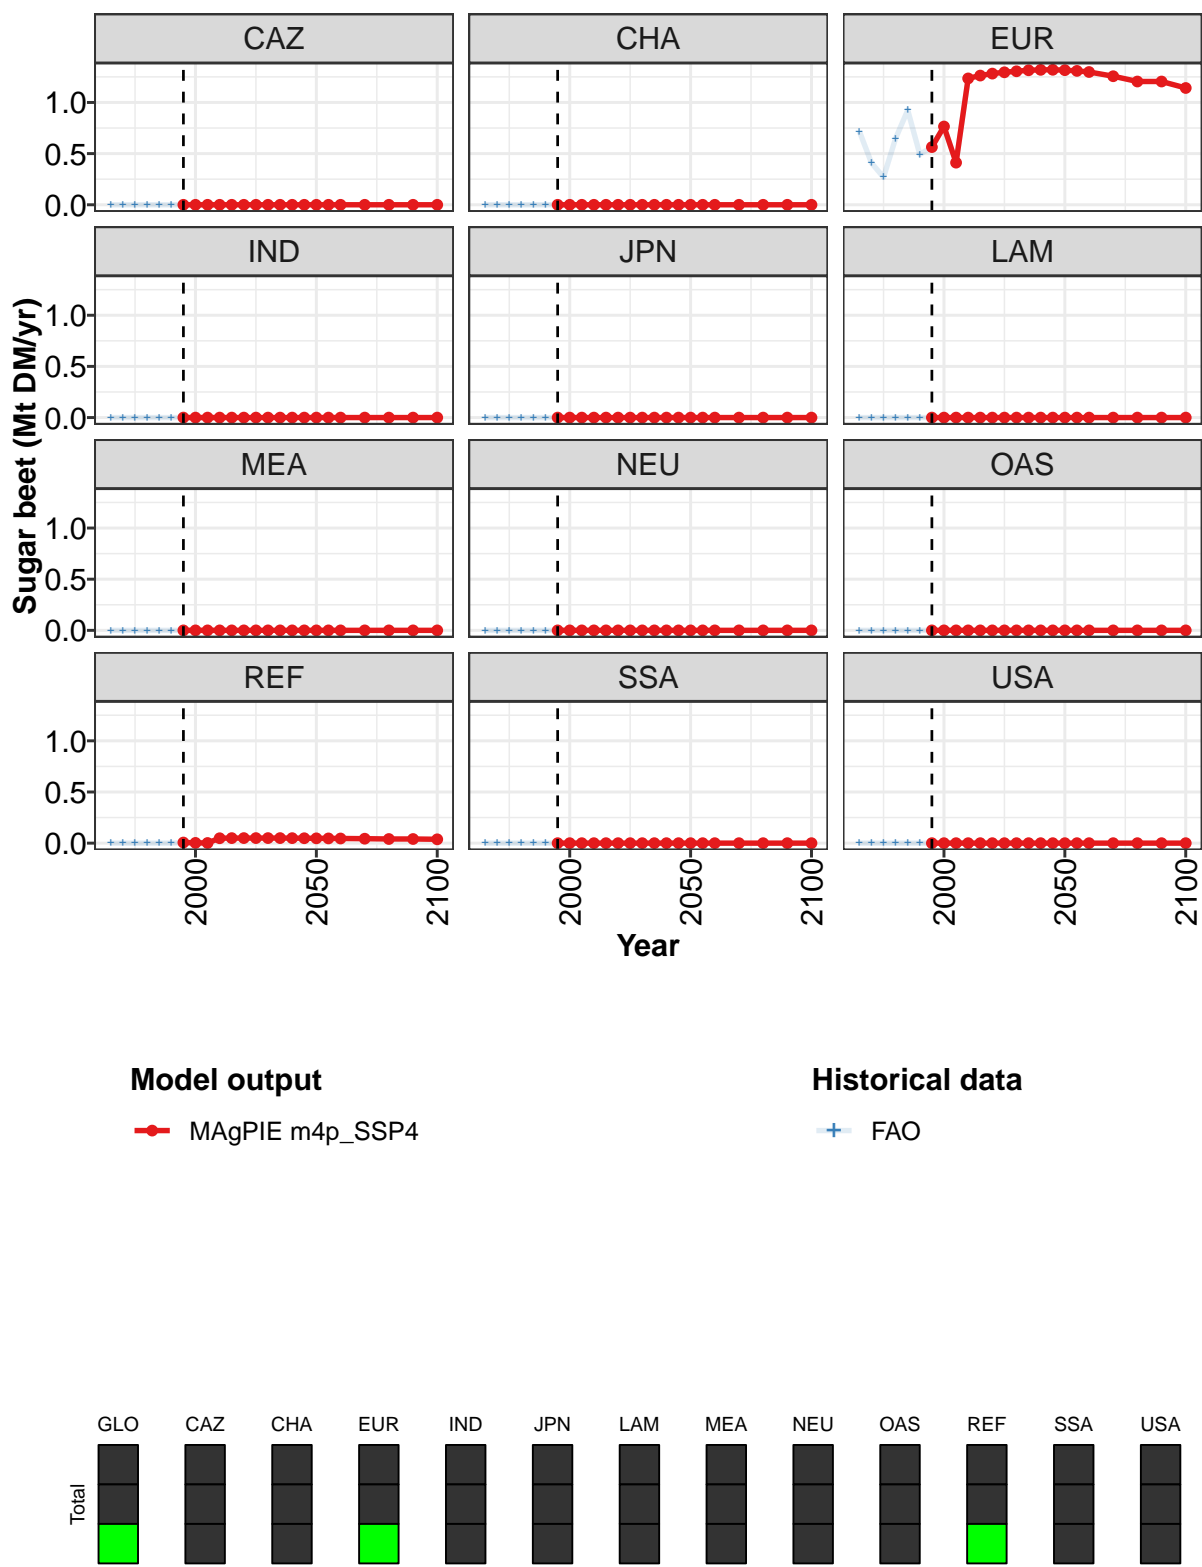 CAZ CHA EUR
1.0
0.5
0.0
IND JPN LAM
1.0
0.5
0.0
MEA NEU OAS
1.0
0.5
0.0
REF SSA USA
1.0
0.5
0.0
Sugar beet (Mt DM/yr)
2000 2050 2100 2000 2050 2100 2000 2050 2100
Year
Model output Historical data
MAgPIE m4p_SSP4 FAO
GLO CAZ CHA EUR IND JPN LAM MEA NEU OAS REF SSA USA
Total